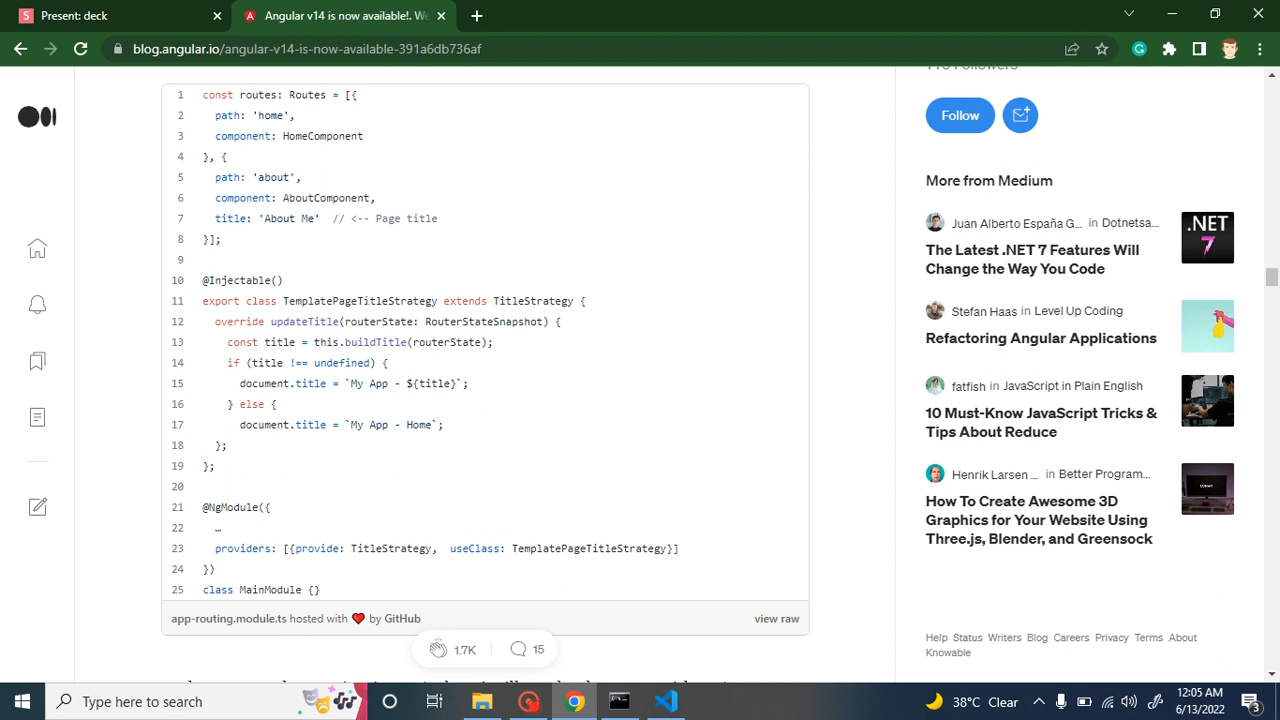 Present: deck
Angular v14 is now available!. We
blog.angular.io/angular-v14-is-now-available-391a6db736af
1 const routes: Routes = [{
2 path: 'home',
3 component: HomeComponent
4 }, {
5 path: 'about',
6 component: AboutComponent,
7 title: 'About Me' // <-- Page title
8 }];
9
10 @Injectable()
11 export class TemplatePageTitleStrategy extends TitleStrategy {
12 override updateTitle(routerState: RouterStateSnapshot) {
13 const title = this.buildTitle(routerState);
14 if (title !== undefined) {
15 document.title = `My App - ${title}`;
16 } else {
17 document.title = `My App - Home`;
18 };
19 };
20
21 @NgModule({
22 …
23 providers: [{provide: TitleStrategy, useClass: TemplatePageTitleStrategy}]
24 })
25 class MainModule {}
app-routing.module.ts hosted with ❤ by GitHub
view raw
1.7K
15
Followers
Follow
More from Medium
Juan Alberto España G... in Dotnetsa...
The Latest .NET 7 Features Will
Change the Way You Code
.NET
7
Stefan Haas in Level Up Coding
Refactoring Angular Applications
fatfish in JavaScript in Plain English
10 Must-Know JavaScript Tricks &
Tips About Reduce
Henrik Larsen ... in Better Program...
How To Create Awesome 3D
Graphics for Your Website Using
Three.js, Blender, and Greensock
Help Status Writers Blog Careers Privacy Terms About
Knowable
Type here to search
38°C Clear
12:05 AM
6/13/2022
3